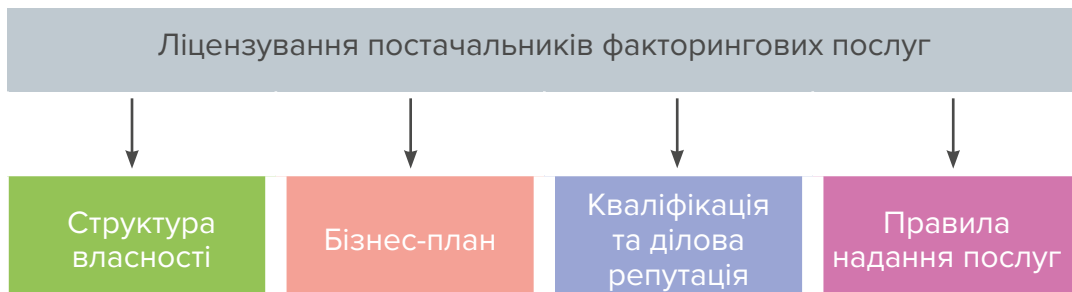 Ліцензування постачальників факторингових послуг
Структура
власності
Бізнес-план
Кваліфікація
та ділова
репутація
Правила
надання послуг